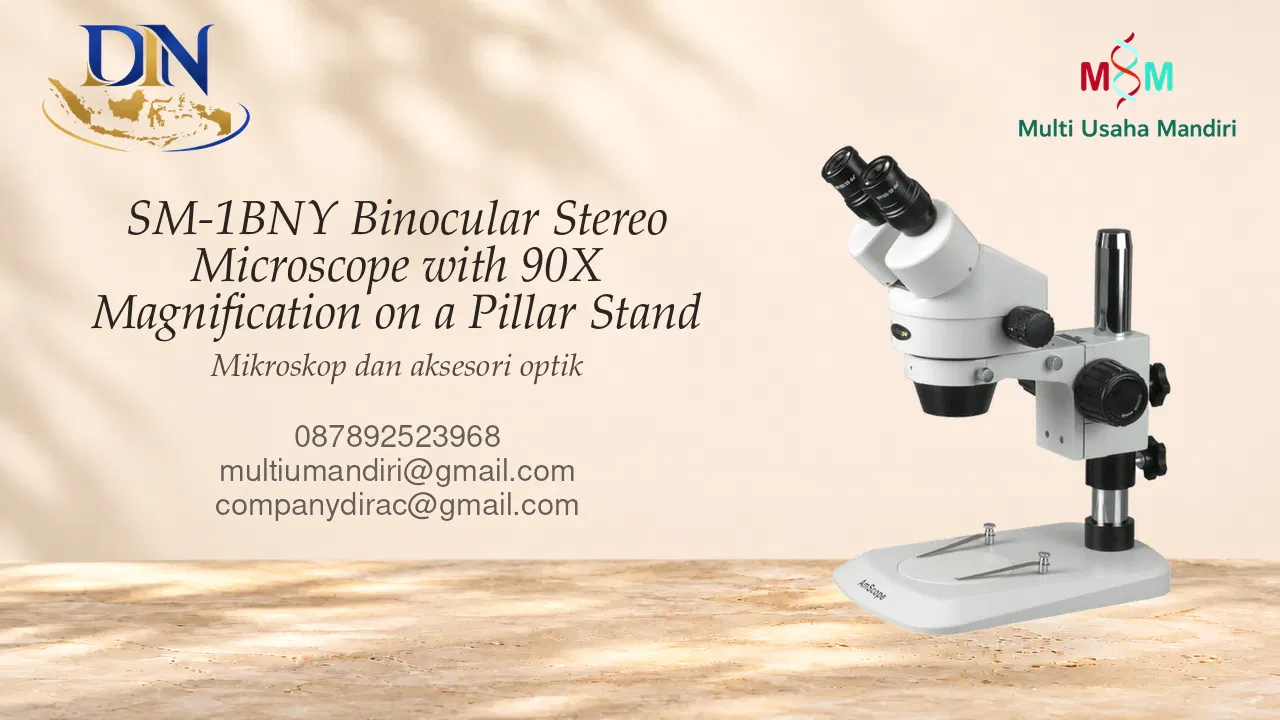 DIN
MSM
Multi Usaha Mandiri
SM-1BNY Binocular Stereo
Microscope with 90X
Magnification on a Pillar Stand
Mikroskop dan aksesori optik
087892523968
multiumandiri@gmail.com
companydirac@gmail.com
AmScope